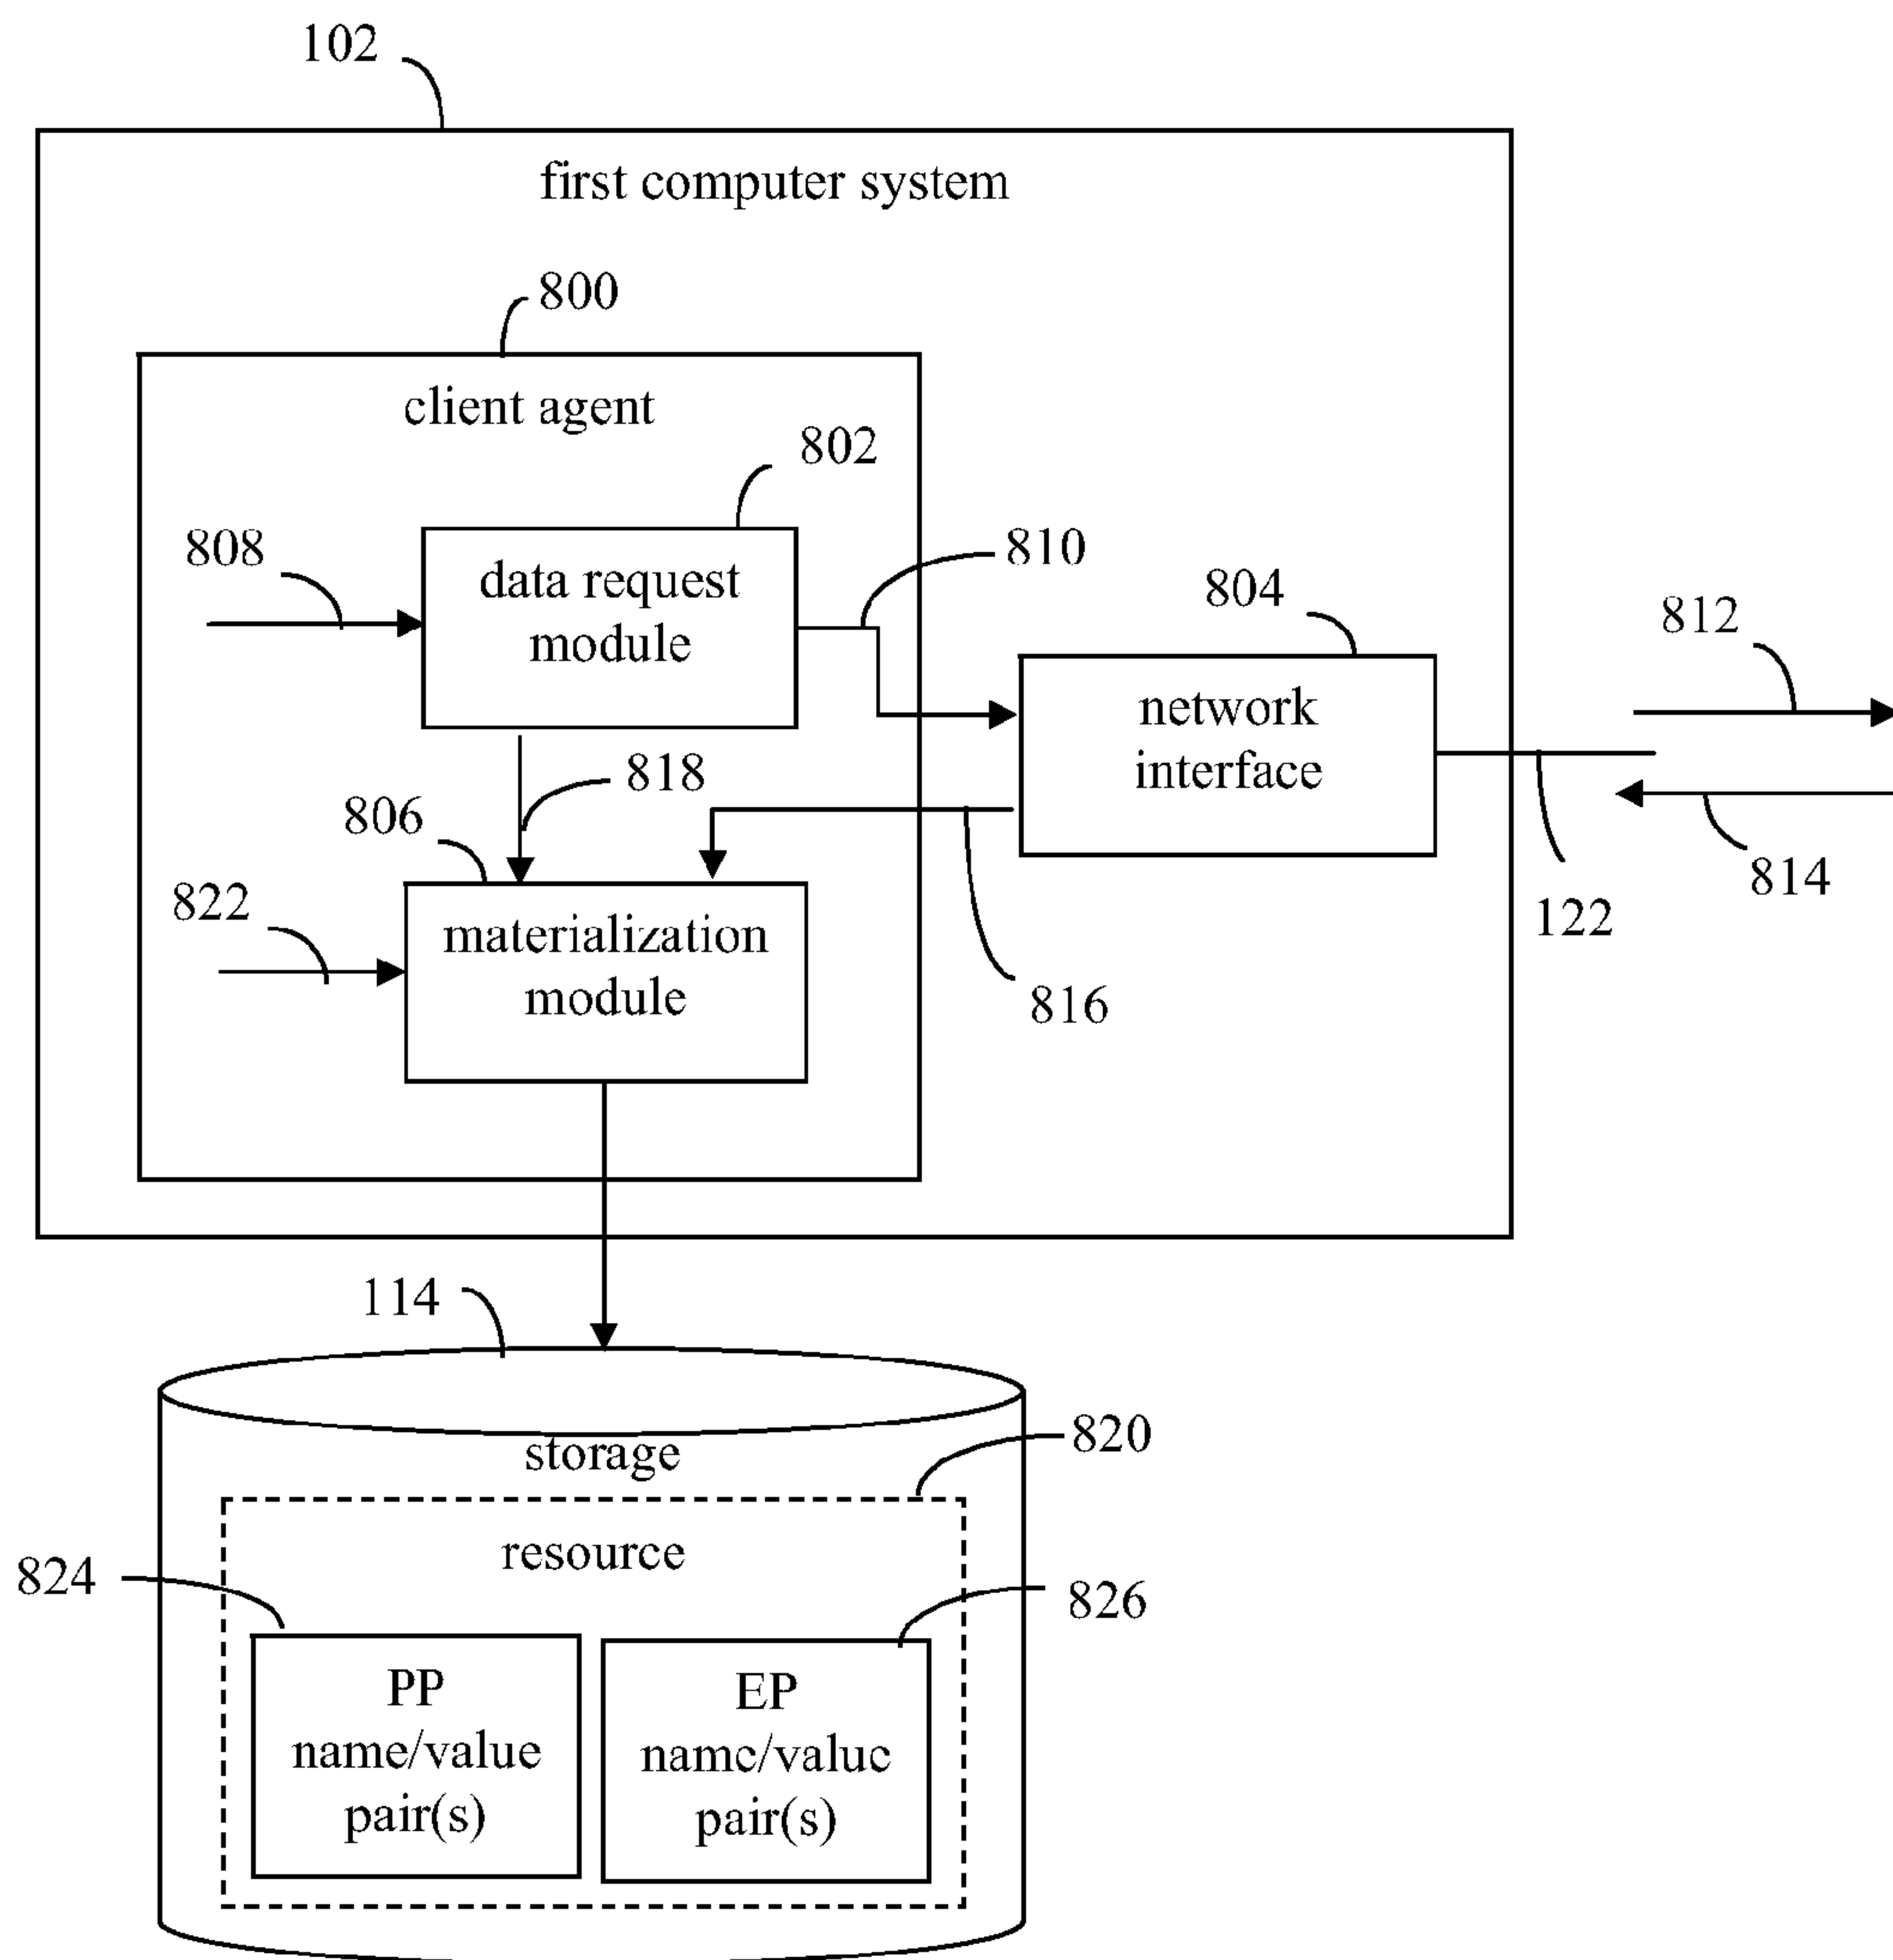 102
first computer system
800
client agent
802
808
data request
module
810
804
812
network
interface
818
806
814
122
822
materialization
module
816
114
storage
820
resource
824
826
PP
name/value
pair(s)
EP
namc/valuc
pair(s)